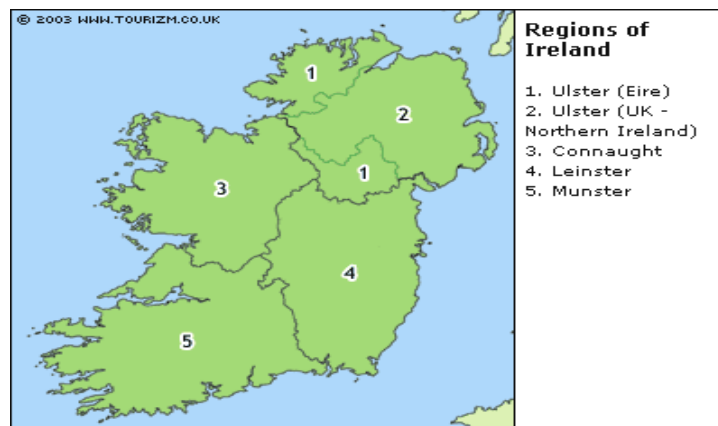 © 2003 WWW.TOURIZM.CO.UK
Regions of
Ireland
1. Ulster (Eire)
2. Ulster (UK -
Northern Ireland)
3. Connaught
4. Leinster
5. Munster
1
2
1
3
4
5